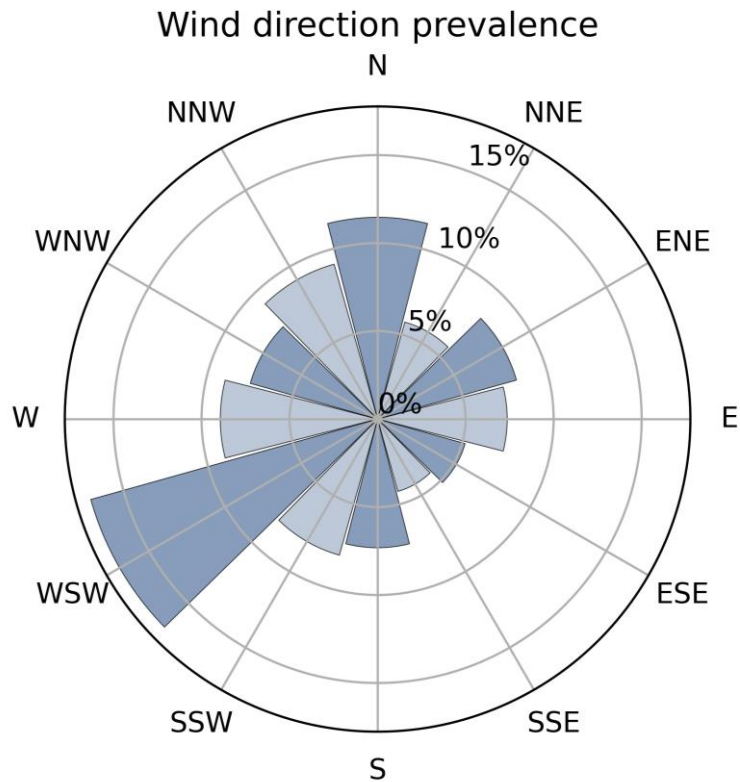 Wind direction prevalence
N
NNW
NNE
15%
WNW
10%
ENE
5%
0%
W
E
WSW
ESE
SSW
SSE
S